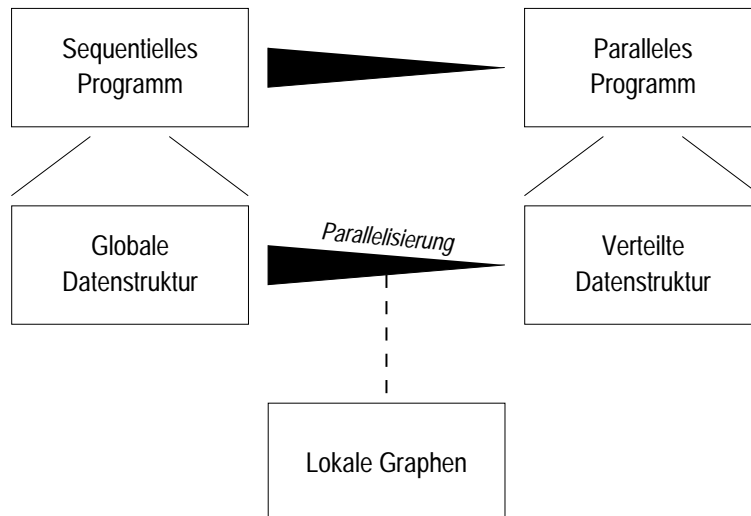 Sequentielles
Programm
Paralleles
Programm
Globale
Datenstruktur
Parallelisierung
Verteilte
Datenstruktur
Lokale Graphen